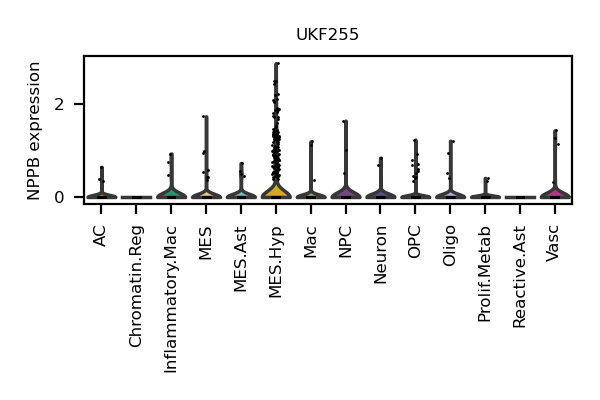 UKF255
NPPB expression
2
0
AC
Chromatin.Reg
Inflammatory.Mac
MES
MES.Ast
MES.Hyp
Mac
NPC
Neuron
OPC
Oligo
Prolif.Metab
Reactive.Ast
Vasc